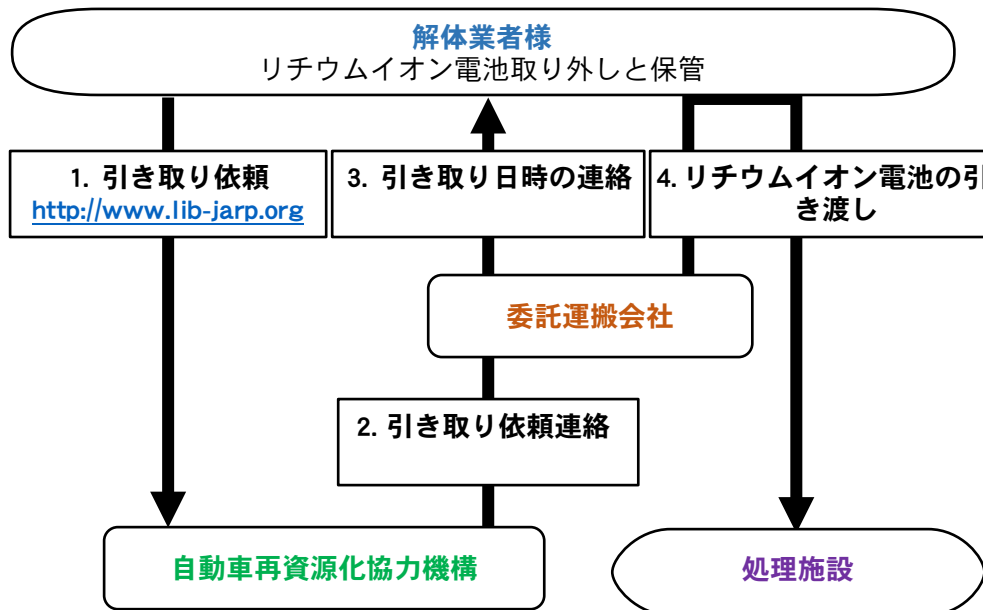 解体業者様
リチウムイオン電池取り外しと保管
1. 引き取り依頼
http://www.lib-jarp.org
3. 引き取り日時の連絡
4. リチウムイオン電池の引
き渡し
委託運搬会社
2. 引き取り依頼連絡
自動車再資源化協力機構
処理施設